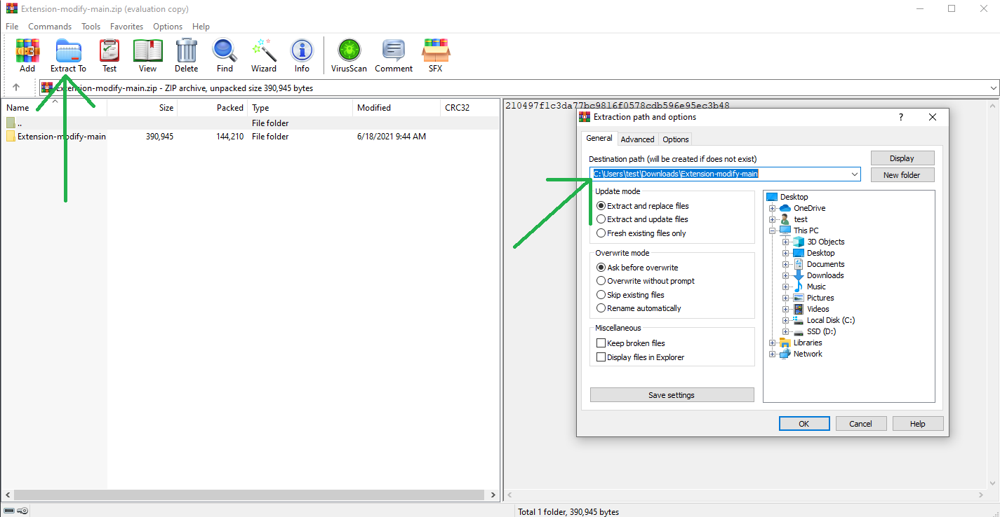 Extension-modify-main.zip (evaluation copy)
File Commands Tools Favorites Options Help
Add Extract To Test View Delete Find Wizard Info VirusScan Comment SFX
Extension-modify-main.zip - ZIP archive, unpacked size 390,945 bytes
Name Size Packed Type Modified CRC32
.. File folder
Extension-modify-main 390,945 144,210 File folder 6/18/2021 9:44 AM
210497f1c3da77bc9816f0578cdb596e95ec3b48
Extraction path and options ?
General Advanced Options
Destination path (will be created if does not exist)
C:\Users\test\Downloads\Extension-modify-main
Display
New folder
Update mode
Extract and replace files
Extract and update files
Fresh existing files only
Overwrite mode
Ask before overwrite
Overwrite without prompt
Skip existing files
Rename automatically
Miscellaneous
Keep broken files
Display files in Explorer
Save settings
Desktop
OneDrive
test
This PC
3D Objects
Desktop
Documents
Downloads
Music
Pictures
Videos
Local Disk (C:)
SSD (D:)
Libraries
Network
OK Cancel Help
Total 1 folder, 390,945 bytes